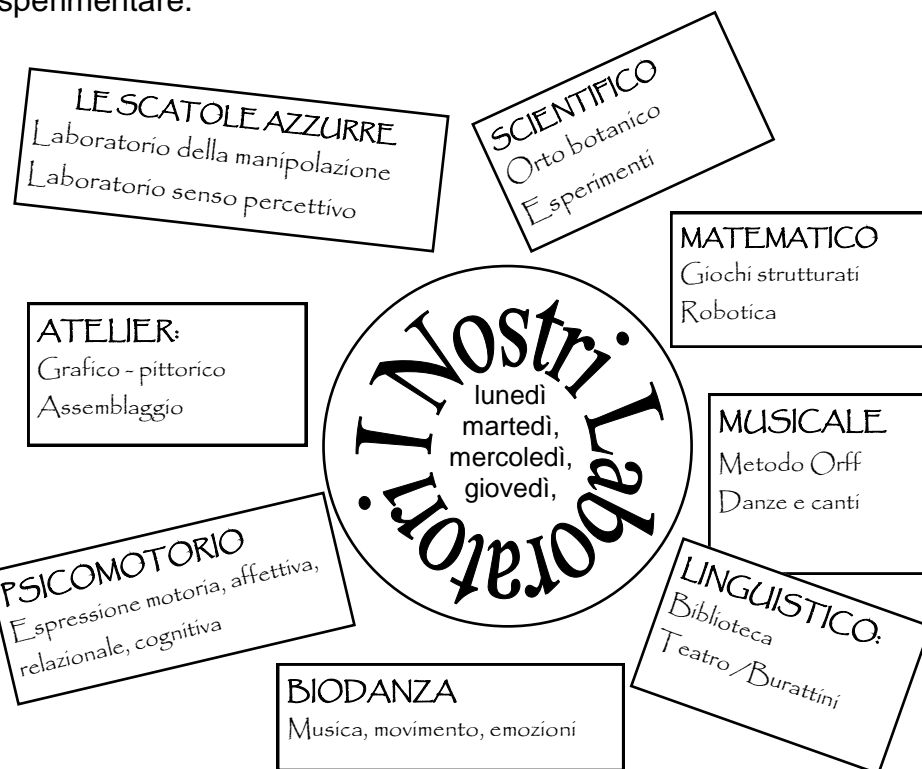 sperimentare.
LE SCATOLE AZZURRE
Laboratorio della manipolazione
Laboratorio senso percettivo
SCIENTIFICO
Orto botanico
Esperimenti
MATEMATICO
Giochi strutturati
Robotica
ATELIER:
Grafico - pittorico
Assemblaggio
I Nostri Laboratori.
lunedì
martedì,
mercoledì,
giovedì,
MUSICALE
Metodo Orff
Danze e canti
PSICOMOTORIO
Espressione motoria, affettiva,
relazionale, cognitiva
LINGUISTICO:
Biblioteca
Teatro /Burattini
BIODANZA
Musica, movimento, emozioni